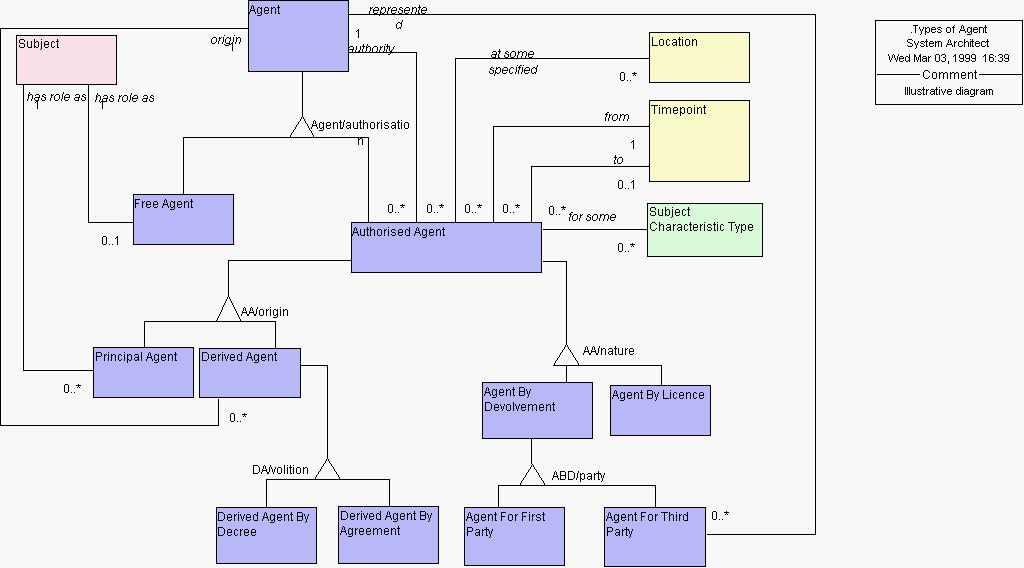 Agent
represente
d
origin
1
1
authority
Subject
has role as
1
has role as
1
Location
at some
specified
0..*
.Types of Agent
System Architect
Wed Mar 03, 1999 16:39
Comment
Illustrative diagram
Agent/authorisatio
n
Timepoint
from
1
to
0..1
Free Agent
0..1
0..*
0..*
0..*
0..*
0..*
for some
0..*
Subject
Characteristic Type
Authorised Agent
AA/origin
AA/nature
Principal Agent
0..*
Derived Agent
0..*
Agent By
Devolvement
Agent By Licence
DA/volition
ABD/party
Derived Agent By
Decree
Derived Agent By
Agreement
Agent For First
Party
Agent For Third
Party
0..*